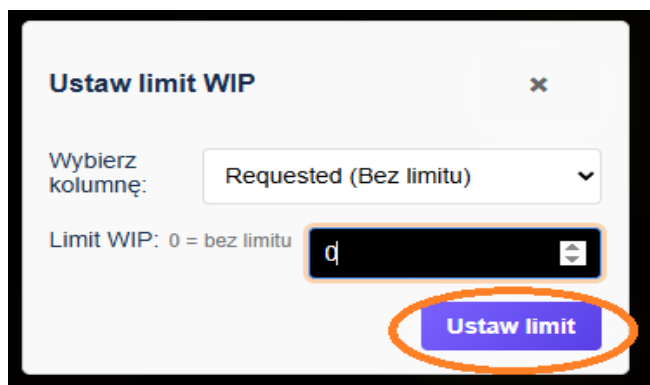 Ustaw limit WIP
Wybierz
kolumnę:
Requested (Bez limitu)
Limit WIP: 0 = bez limitu
0
Ustaw limit